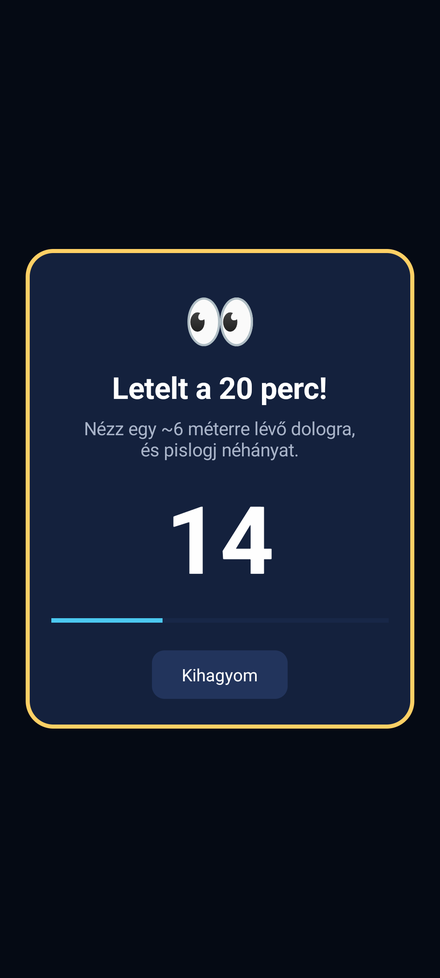 Letelt a 20 perc!
Nézz egy ~6 méterre lévő dologra,
és pislogj néhányat.
14
Kihagyom